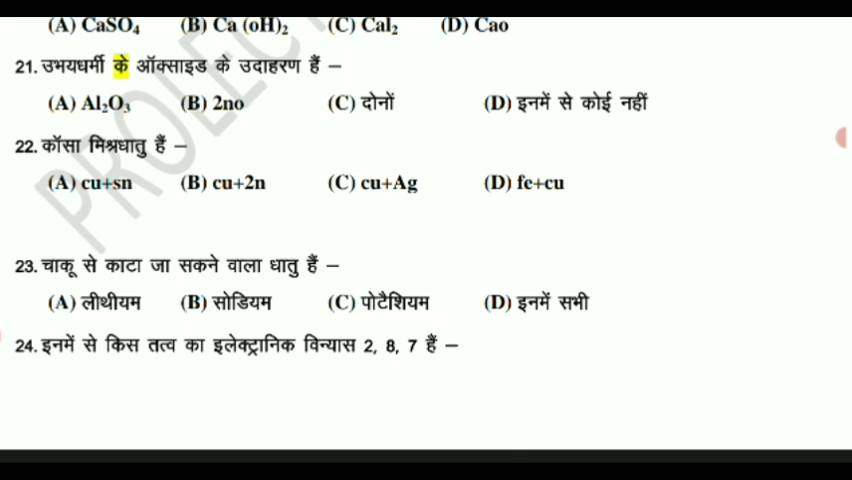 (A) CaSO₄ (B) Ca (oH)₂ (C) Cal₂ (D) Cao
21. उभयधर्मी के ऑक्साइड के उदाहरण हैं –
(A) Al₂O₃ (B) 2no (C) दोनों (D) इनमें से कोई नहीं
22. कॉसा मिश्रधातु हैं –
(A) cu+sn (B) cu+2n (C) cu+Ag (D) fe+cu
23. चाकू से काटा जा सकने वाला धातु हैं –
(A) लीथीयम (B) सोडियम (C) पोटैशियम (D) इनमें सभी
24. इनमें से किस तत्व का इलेक्ट्रानिक विन्यास 2, 8, 7 हैं –